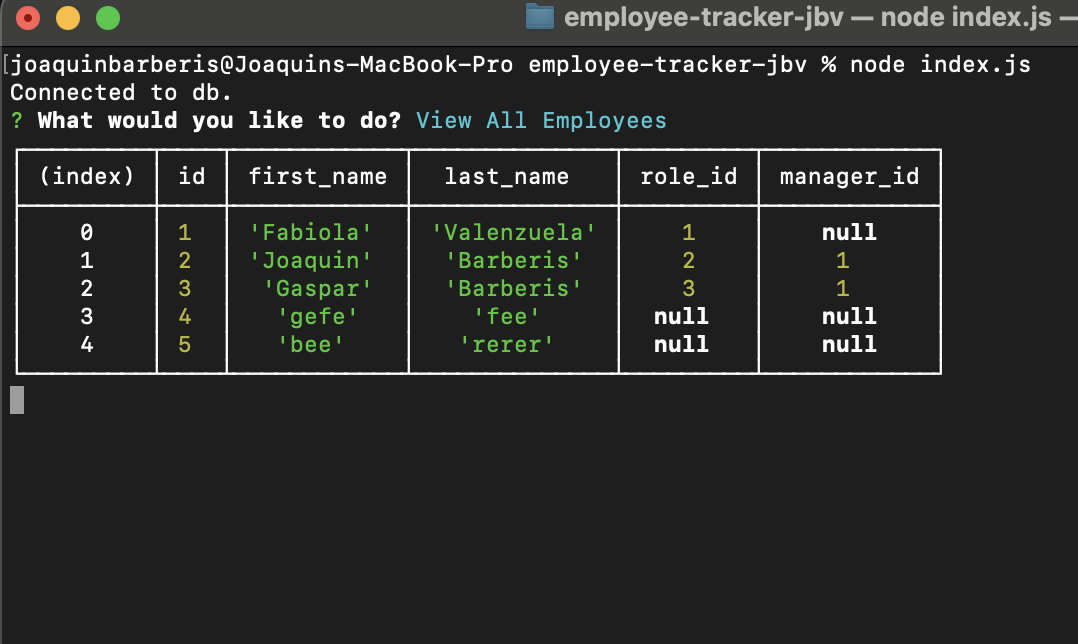 employee-tracker-jbv — node index.js —
[joaquinbarberis@Joaquins-MacBook-Pro employee-tracker-jbv % node index.js
Connected to db.
? What would you like to do? View All Employees
(index) id first_name last_name role_id manager_id
0 1 'Fabiola' 'Valenzuela' 1 null
1 2 'Joaquin' 'Barberis' 2 1
2 3 'Gaspar' 'Barberis' 3 1
3 4 'gefe' 'fee' null null
4 5 'bee' 'rerer' null null